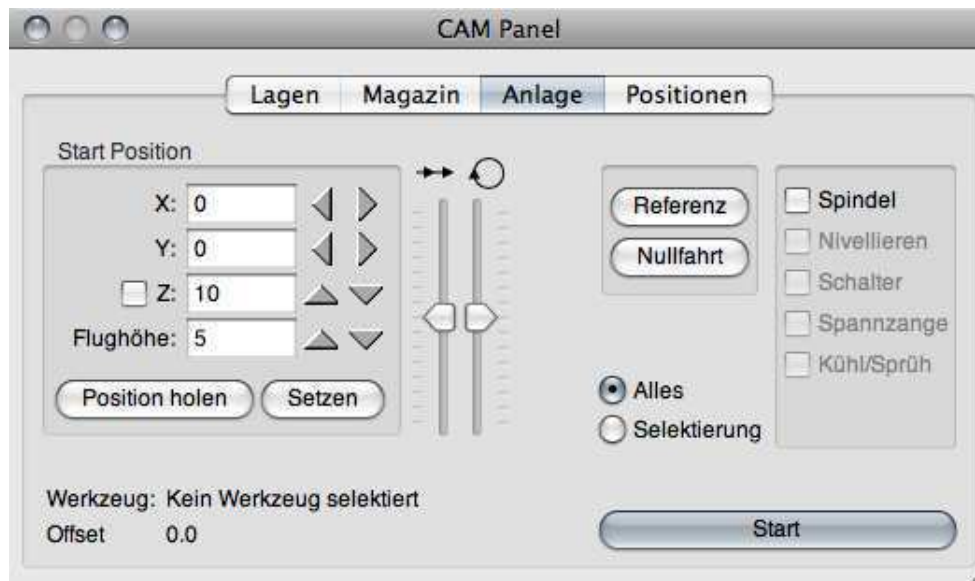 CAM Panel
Lagen Magazin Anlage Positionen
Start Position
X: 0
Y: 0
Z: 10
Flughöhe: 5
Position holen Setzen
Referenz
Nullfahrt
Spindel
Nivellieren
Schalter
Spannzange
Kühl/Sprüh
Alles
Selektierung
Werkzeug: Kein Werkzeug selektiert
Offset 0.0
Start